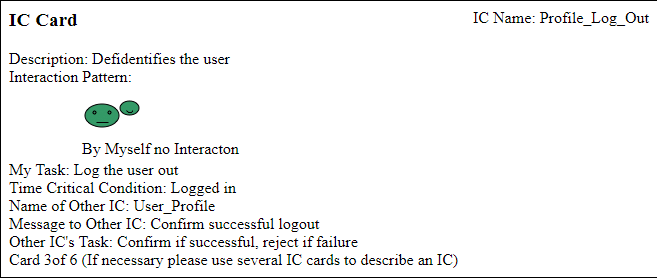 IC Card
IC Name: Profile_Log_Out
Description: Defidentifies the user
Interaction Pattern:
By Myself no Interacton
My Task: Log the user out
Time Critical Condition: Logged in
Name of Other IC: User_Profile
Message to Other IC: Confirm successful logout
Other IC's Task: Confirm if successful, reject if failure
Card 3of 6 (If necessary please use several IC cards to describe an IC)